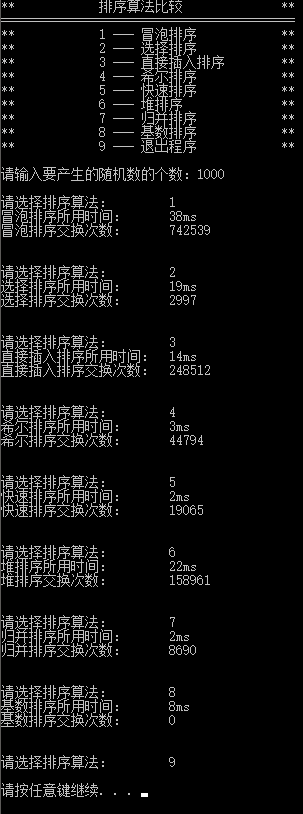 ** 排序算法比较 **
** 1 --- 冒泡排序 **
** 2 --- 选择排序 **
** 3 --- 直接插入排序 **
** 4 --- 希尔排序 **
** 5 --- 快速排序 **
** 6 --- 堆排序 **
** 7 --- 归并排序 **
** 8 --- 基数排序 **
** 9 --- 退出程序 **
请输入要产生的随机数的个数：1000
请选择排序算法： 1
冒泡排序所用时间： 38ms
冒泡排序交换次数： 742539
请选择排序算法： 2
选择排序所用时间： 19ms
选择排序交换次数： 2997
请选择排序算法： 3
直接插入排序所用时间： 14ms
直接插入排序交换次数： 248512
请选择排序算法： 4
希尔排序所用时间： 3ms
希尔排序交换次数： 44794
请选择排序算法： 5
快速排序所用时间： 2ms
快速排序交换次数： 19065
请选择排序算法： 6
堆排序所用时间： 22ms
堆排序交换次数： 158961
请选择排序算法： 7
归并排序所用时间： 2ms
归并排序交换次数： 8690
请选择排序算法： 8
基数排序所用时间： 8ms
基数排序交换次数： 0
请选择排序算法： 9
请按任意键继续. . .